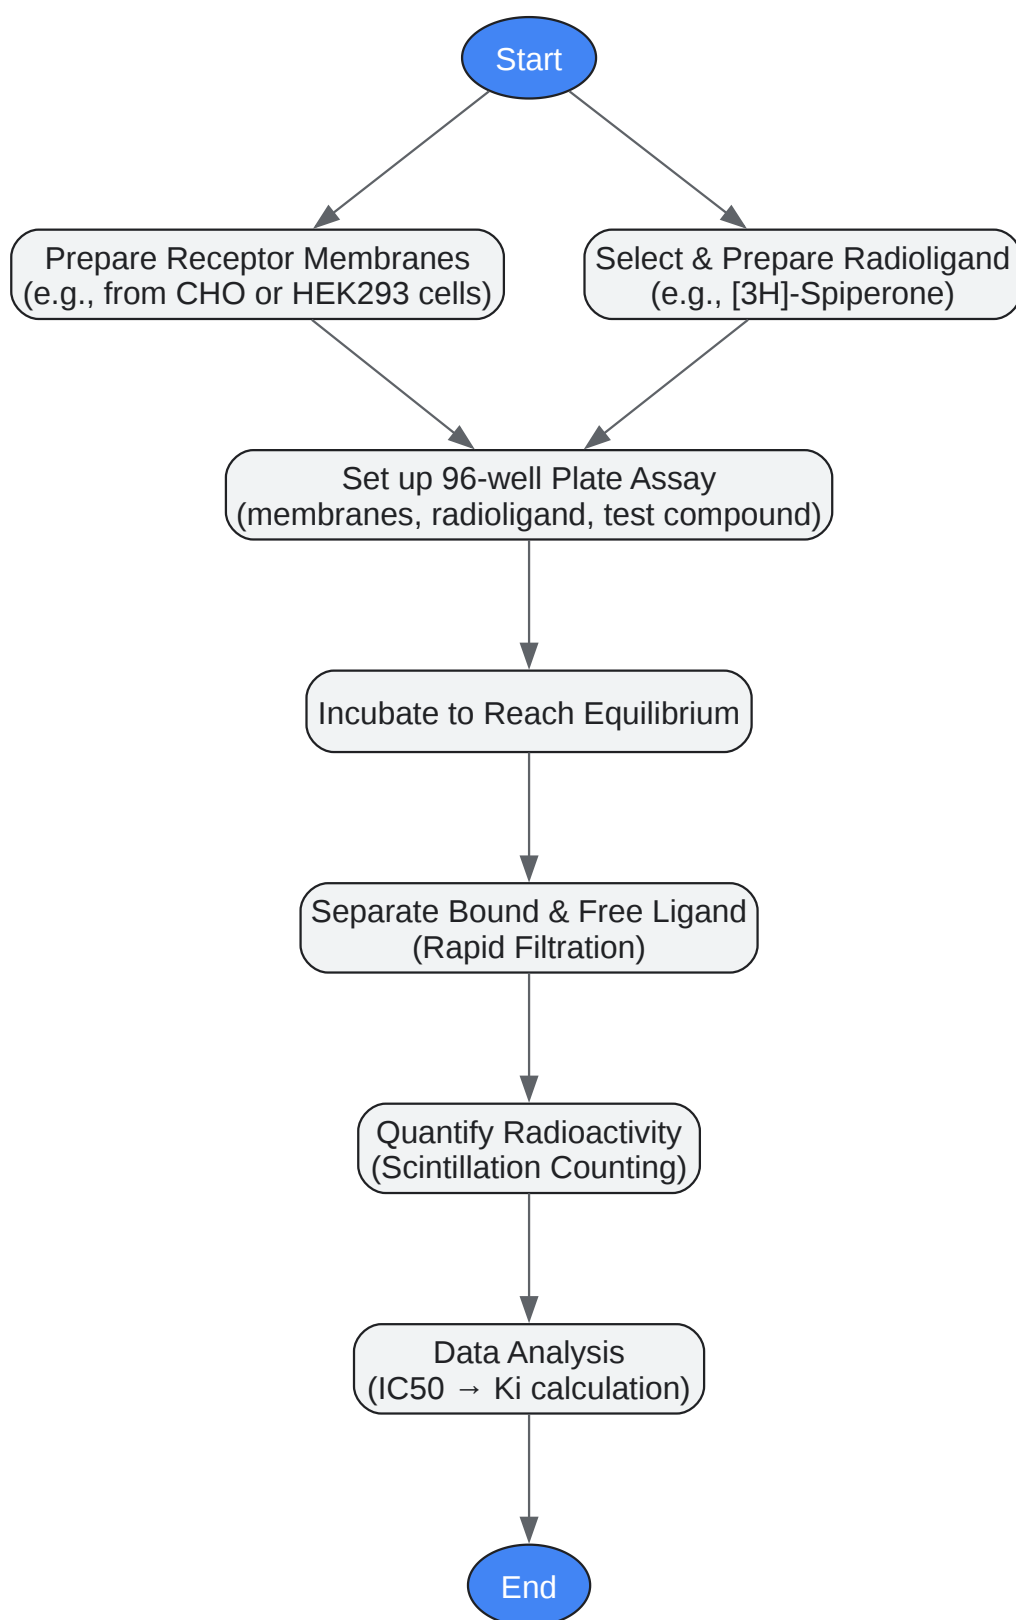 Start
Prepare Receptor Membranes
(e.g., from CHO or HEK293 cells)
Select & Prepare Radioligand
(e.g., [3H]-Spiperone)
Set up 96-well Plate Assay
(membranes, radioligand, test compound)
Incubate to Reach Equilibrium
Separate Bound & Free Ligand
(Rapid Filtration)
Quantify Radioactivity
(Scintillation Counting)
Data Analysis
(IC50 → Ki calculation)
End